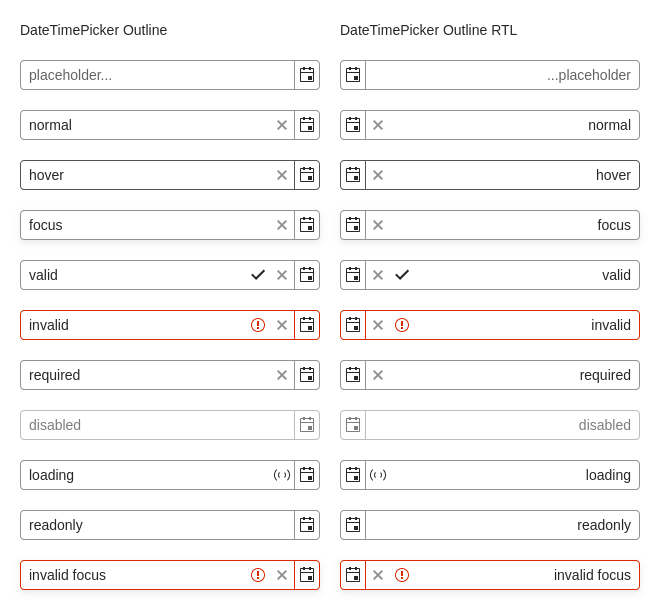 DateTimePicker Outline
placeholder...
normal
hover
focus
valid
invalid
required
disabled
loading
readonly
invalid focus
DateTimePicker Outline RTL
...placeholder
normal
hover
focus
valid
invalid
required
disabled
loading
readonly
invalid focus